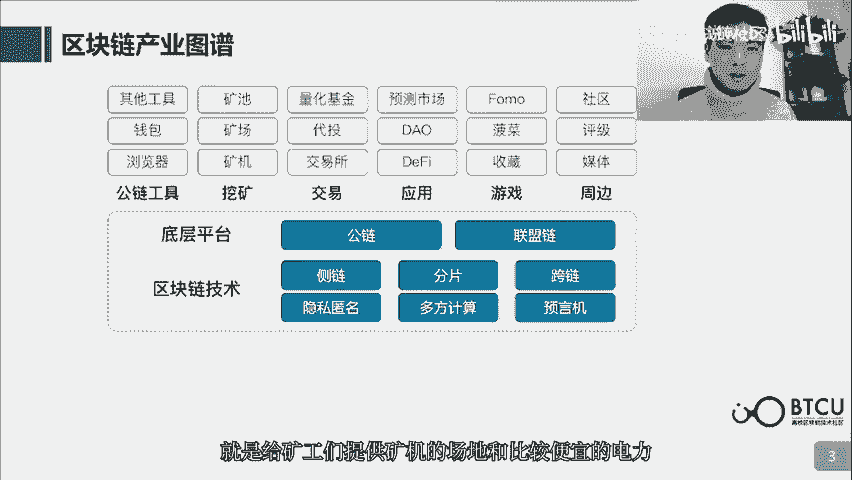 区块链产业图谱
bilibili
其他工具 矿池 量化基金 预测市场 Fomo 社区
钱包 矿场 代投 DAO 菠菜 评级
浏览器 矿机 交易所 DeFi 收藏 媒体
公链工具 挖矿 交易 应用 游戏 周边
底层平台 公链 联盟链
区块链技术 侧链 分片 跨链
隐私匿名 多方计算 预言机
BTCU
高校区块链技术社区
就是给矿工们提供矿机的场地和比较便宜的电力
3